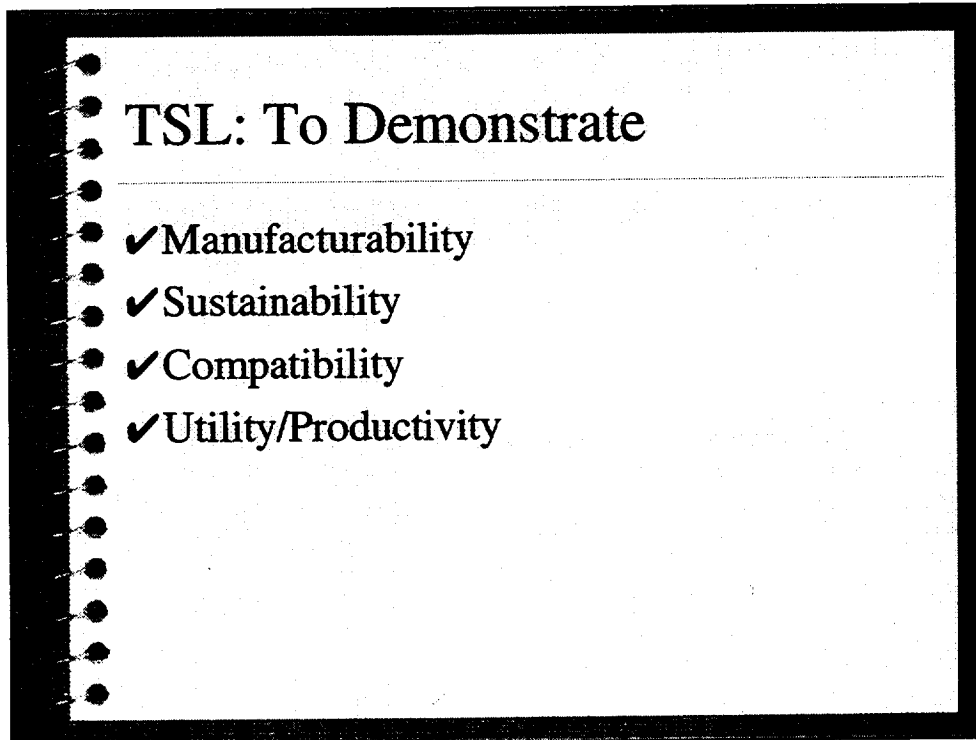 TSL: To Demonstrate
✔Manufacturability
✔Sustainability
✔Compatibility
✔Utility/Productivity